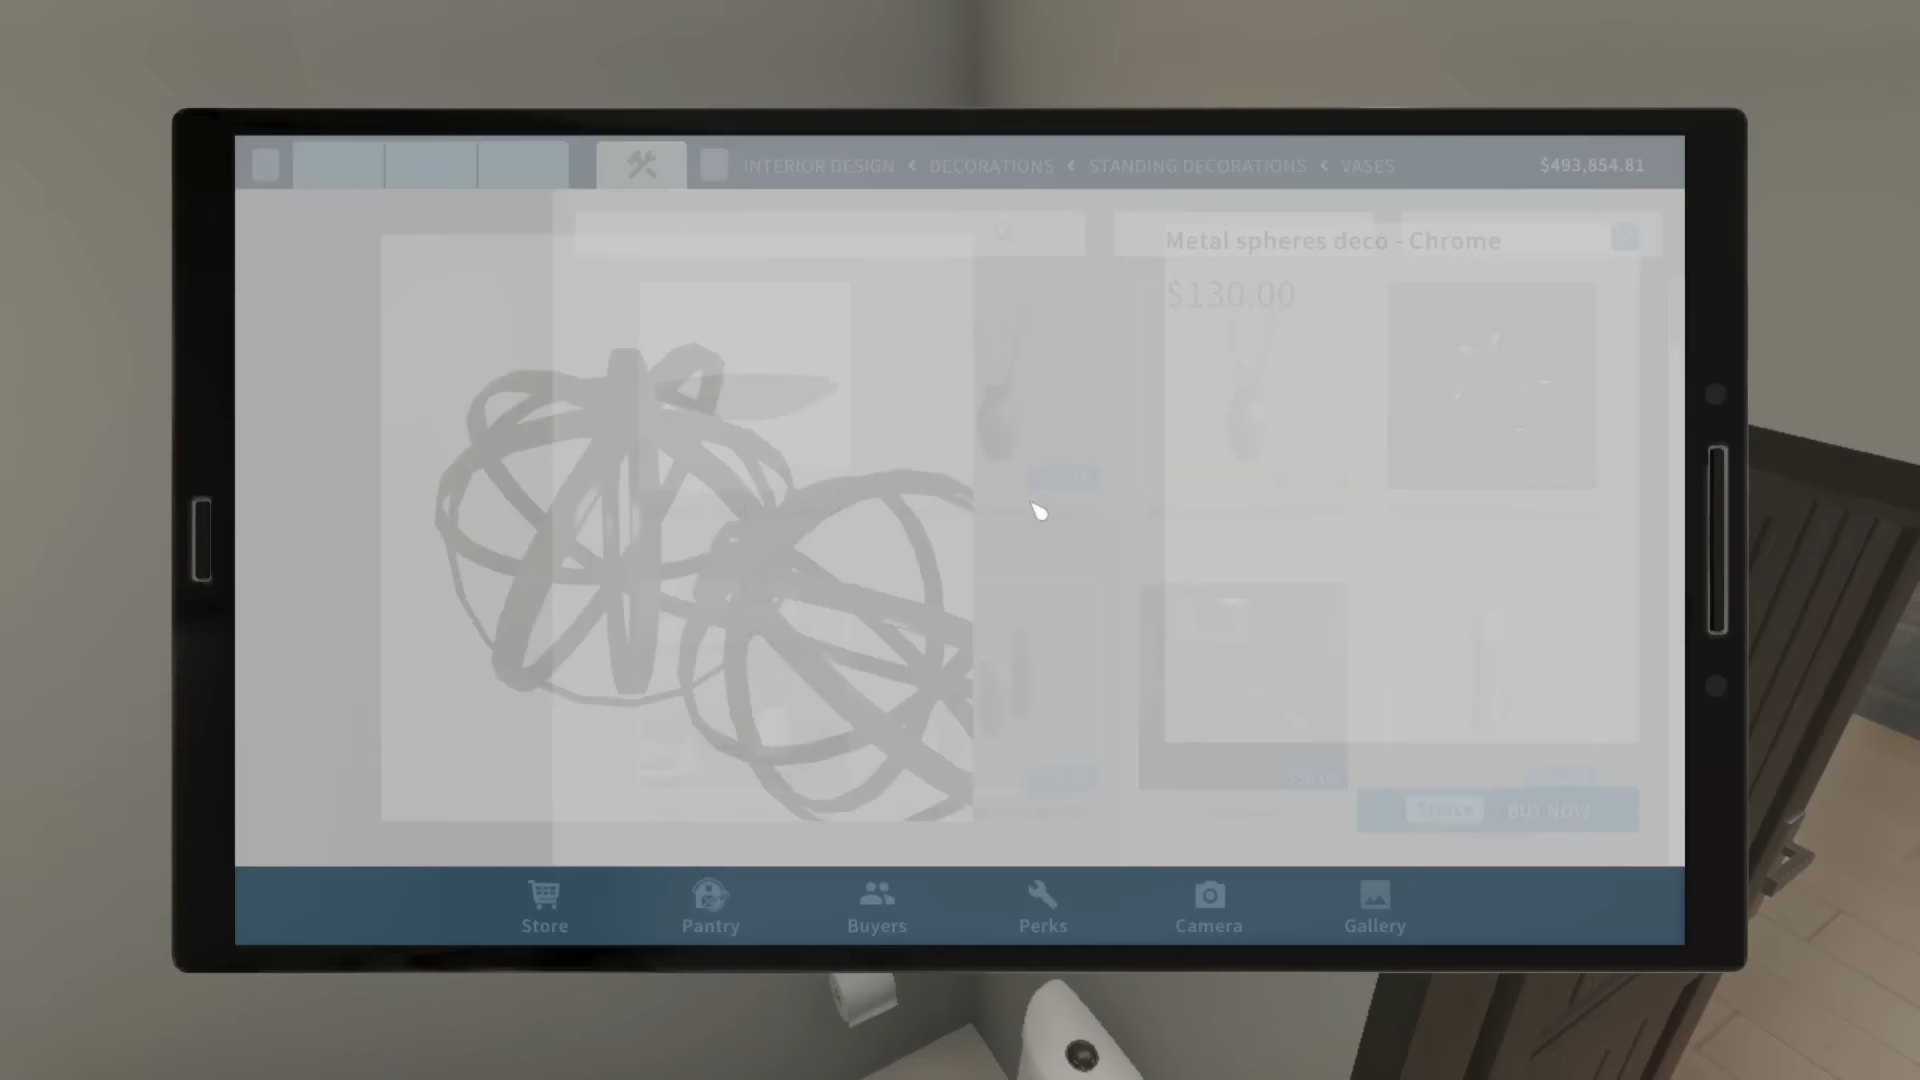 INTERIOR DESIGN ‹ DECORATIONS ‹ STANDING DECORATIONS ‹ VASES
$493,854.81
Metal spheres deco - Chrome
$130.00
Space BUY NOW
Store Pantry Buyers Perks Camera Gallery